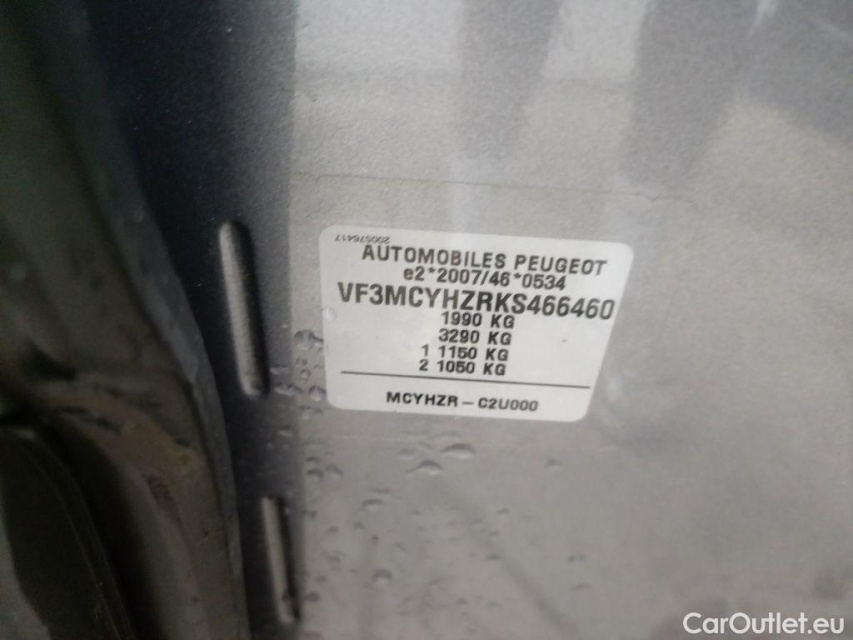 200576417
AUTOMOBILES PEUGEOT
e2*2007/46*0534
VF3MCYHZRKS466460
1990 KG
3290 KG
1 1150 KG
2 1050 KG
MCYHZR - C2U000
CarOutlet.eu